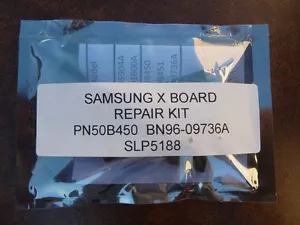 SAMSUNG X BOARD
REPAIR KIT
PN50B450 BN96-09736A
SLP5188